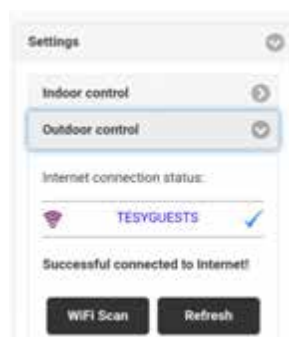 Settings
Indoor control
Outdoor control
Internet connection status:
TESYGUESTS
Successful connected to Internet!
WiFi Scan Refresh